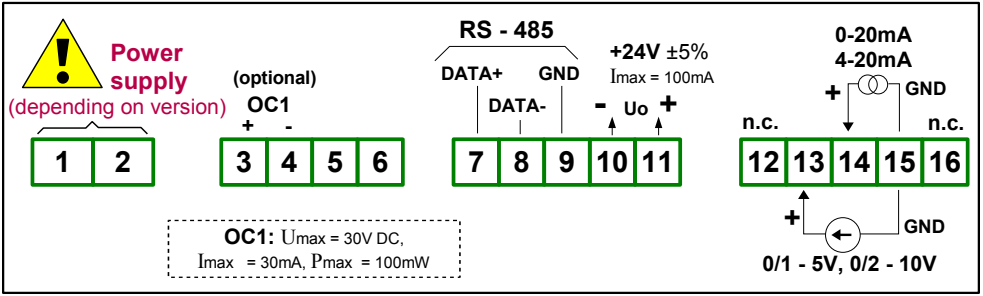 Power
supply
(depending on version)
1 2
(optional)
OC1
+ -
3 4 5 6
RS - 485
DATA+ GND
DATA-
+24V ±5%
Imax = 100mA
- Uo +
7 8 9 10 11
0-20mA
4-20mA
+ GND
n.c. n.c.
12 13 14 15 16
+ GND
0/1 - 5V, 0/2 - 10V
OC1: Umax = 30V DC,
Imax = 30mA, Pmax = 100mW